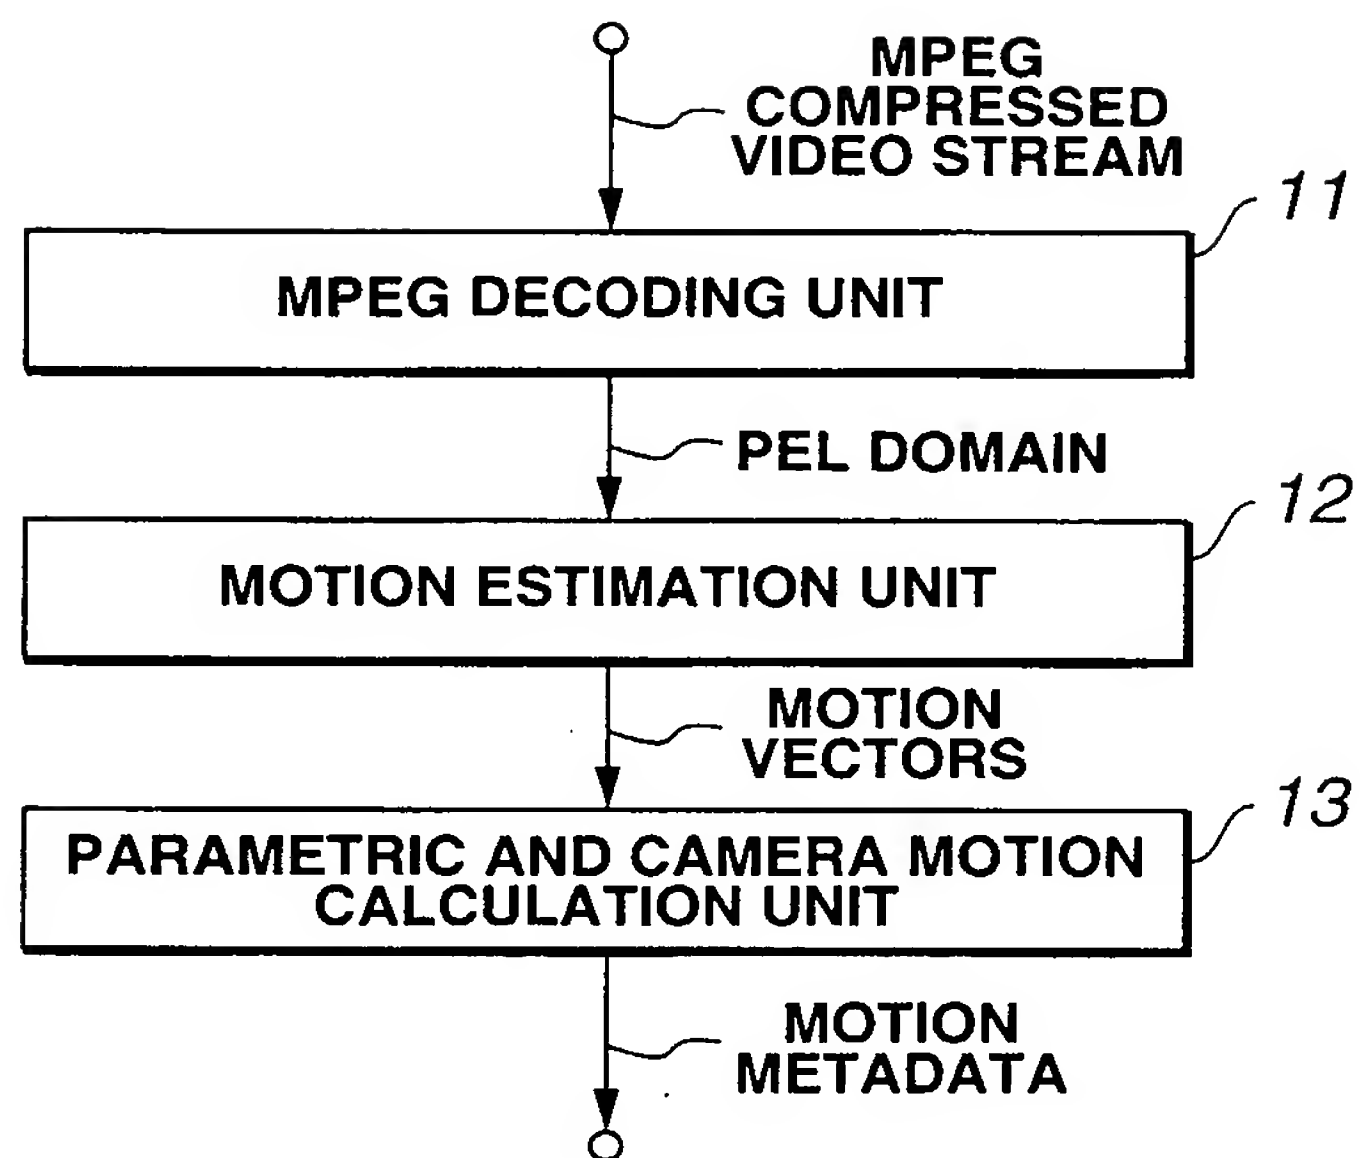 MPEG
COMPRESSED
VIDEO STREAM
11
MPEG DECODING UNIT
PEL DOMAIN
12
MOTION ESTIMATION UNIT
MOTION
VECTORS
13
PARAMETRIC AND CAMERA MOTION
CALCULATION UNIT
MOTION
METADATA